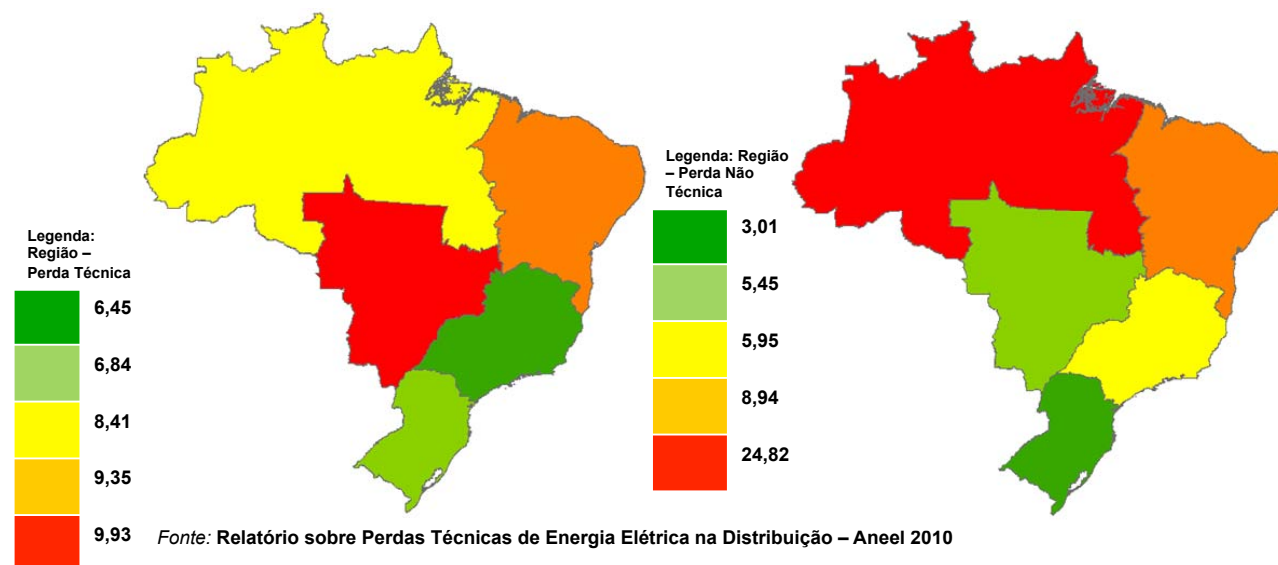 Legenda:
Região –
Perda Técnica
6,45
6,84
8,41
9,35
9,93
Legenda: Região
– Perda Não
Técnica
3,01
5,45
5,95
8,94
24,82
Fonte: Relatório sobre Perdas Técnicas de Energia Elétrica na Distribuição – Aneel 2010